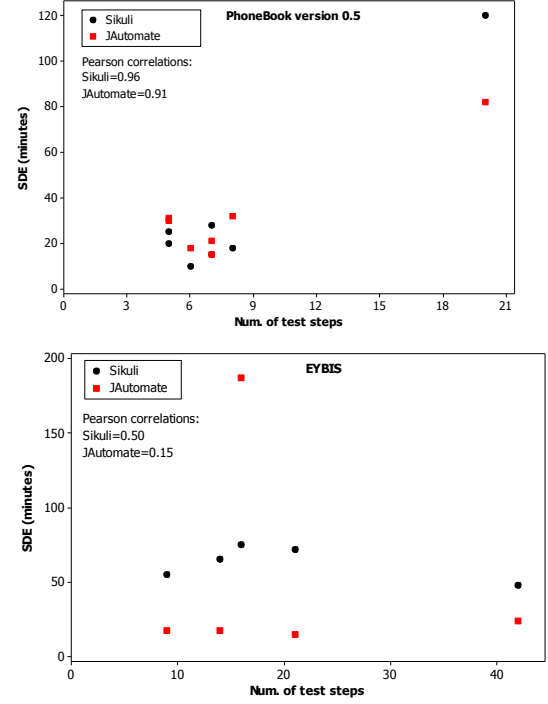 PhoneBook version 0.5
Sikuli
JAutomate
Pearson correlations:
Sikuli=0.96
JAutomate=0.91
SDE (minutes)
120
100
80
60
40
20
0
0 3 6 9 12 15 18 21
Num. of test steps
EYBIS
Sikuli
JAutomate
Pearson correlations:
Sikuli=0.50
JAutomate=0.15
SDE (minutes)
200
150
100
50
0
0 10 20 30 40
Num. of test steps